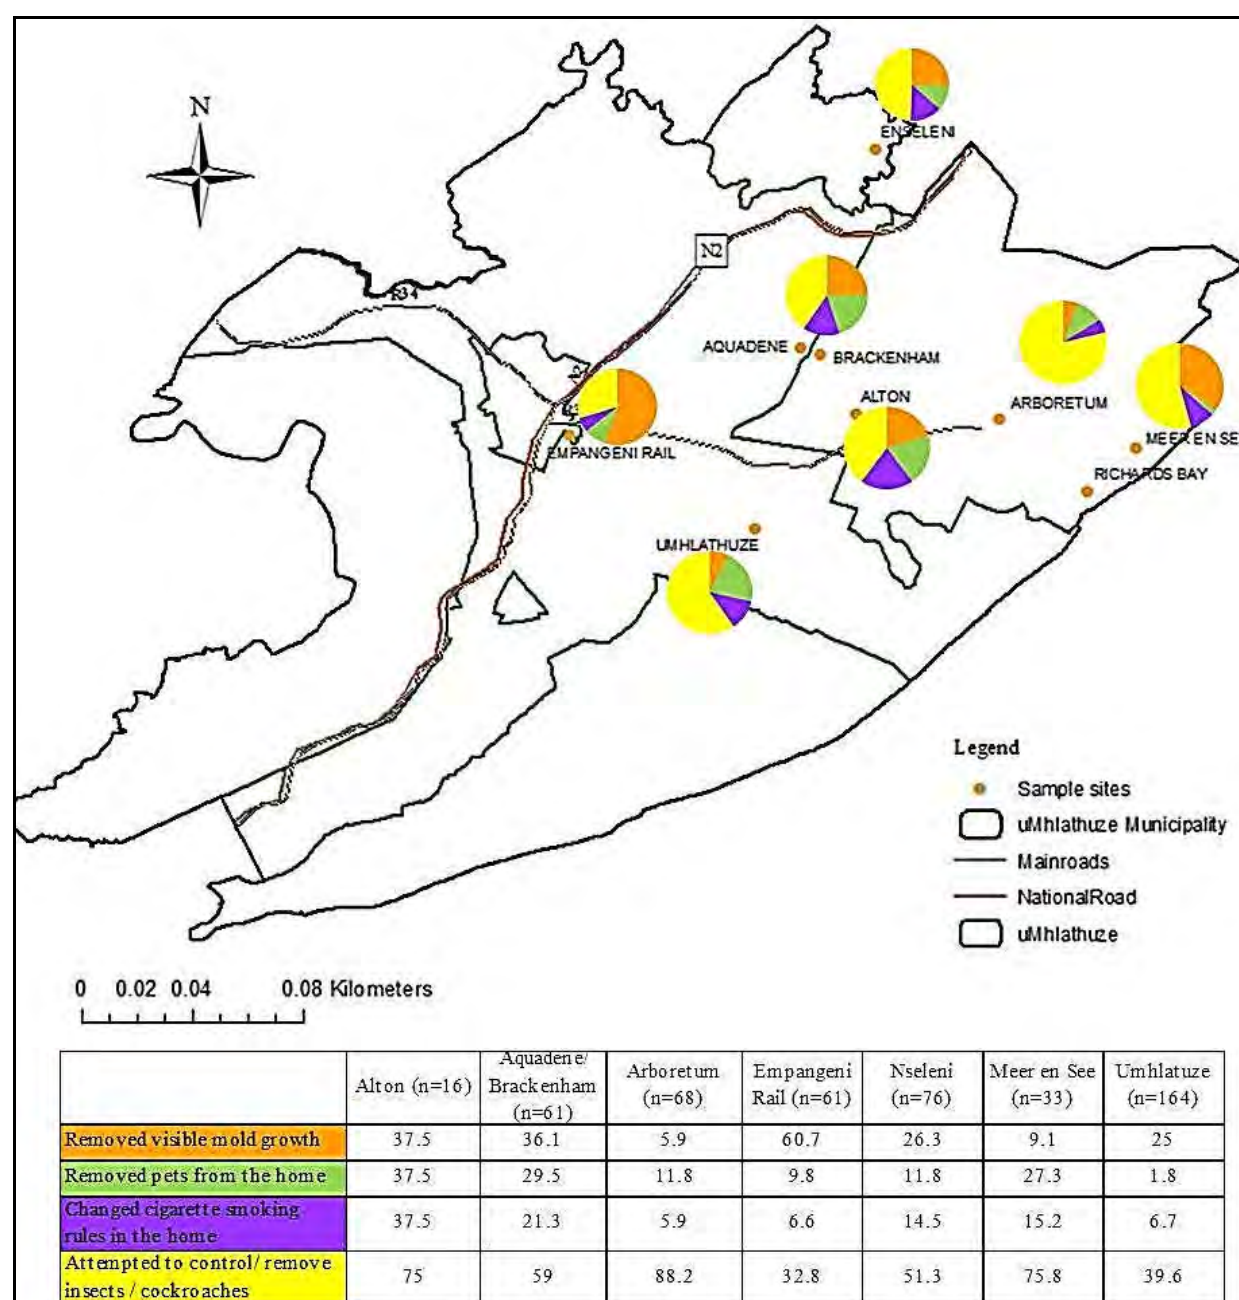 N
ENSELENI
N2
R34
AQUADENE
BRACKENHAM
ALTON
ARBORETUM
MEER EN SE
EMPANGENI RAIL
RICHARDS BAY
UMHLATHUZE
Legend
Sample sites
uMhlathuze Municipality
Mainroads
NationalRoad
uMhlathuze
0 0.02 0.04 0.08 Kilometers
Alton (n=16) Aquadene/ Brackenham (n=61) Arboretum (n=68) Empangeni Rail (n=61) Nseleni (n=76) Meer en See (n=33) Umhlatuze (n=164)
Removed visible mold growth 37.5 36.1 5.9 60.7 26.3 9.1 25
Removed pets from the home 37.5 29.5 11.8 9.8 11.8 27.3 1.8
Changed cigarette smoking
rules in the home 37.5 21.3 5.9 6.6 14.5 15.2 6.7
Attempted to control/ remove
insects / cockroaches 75 59 88.2 32.8 51.3 75.8 39.6